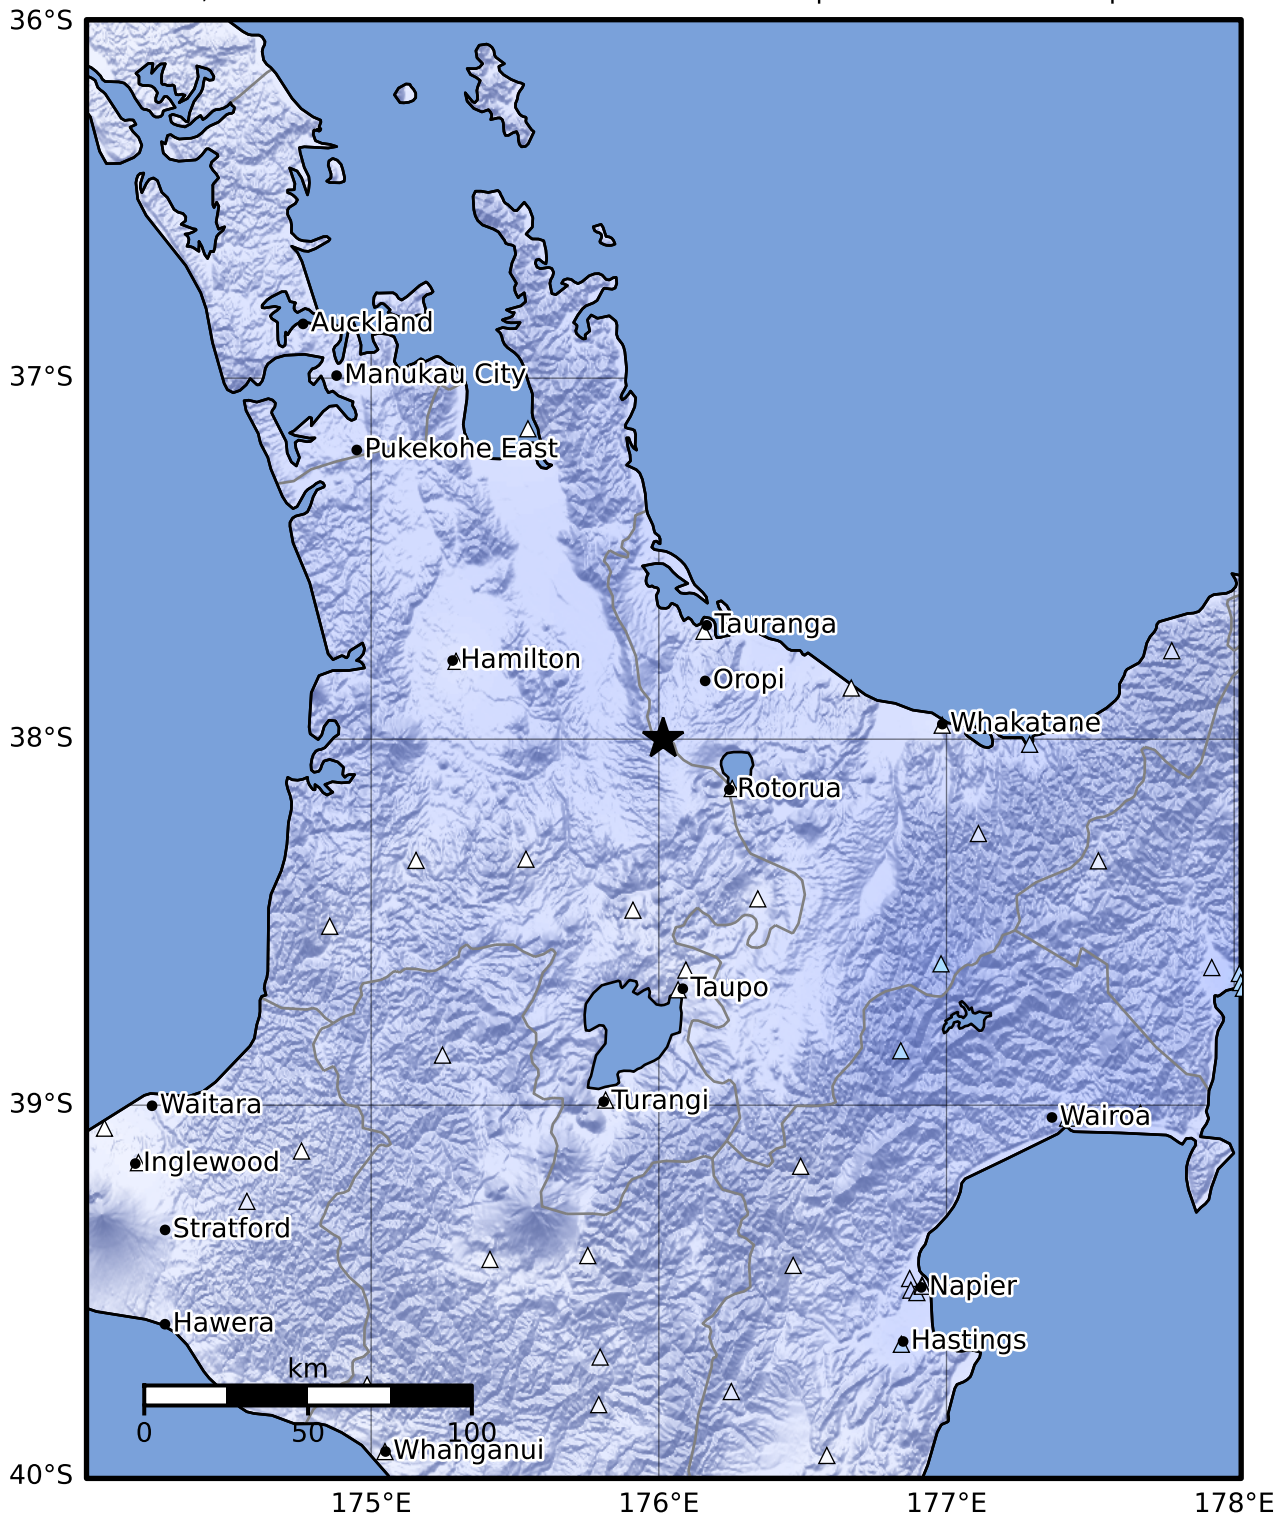 36°S
Auckland
37°S
Manukau City
Pukekohe East
Tauranga
Hamilton
Oropi
38°S
Whakatane
Rotorua
Taupo
39°S
Waitara
Turangi
Wairoa
Inglewood
Stratford
Napier
Hawera
Hastings
km
0 50 100
Whanganui
40°S
175°E 176°E 177°E 178°E